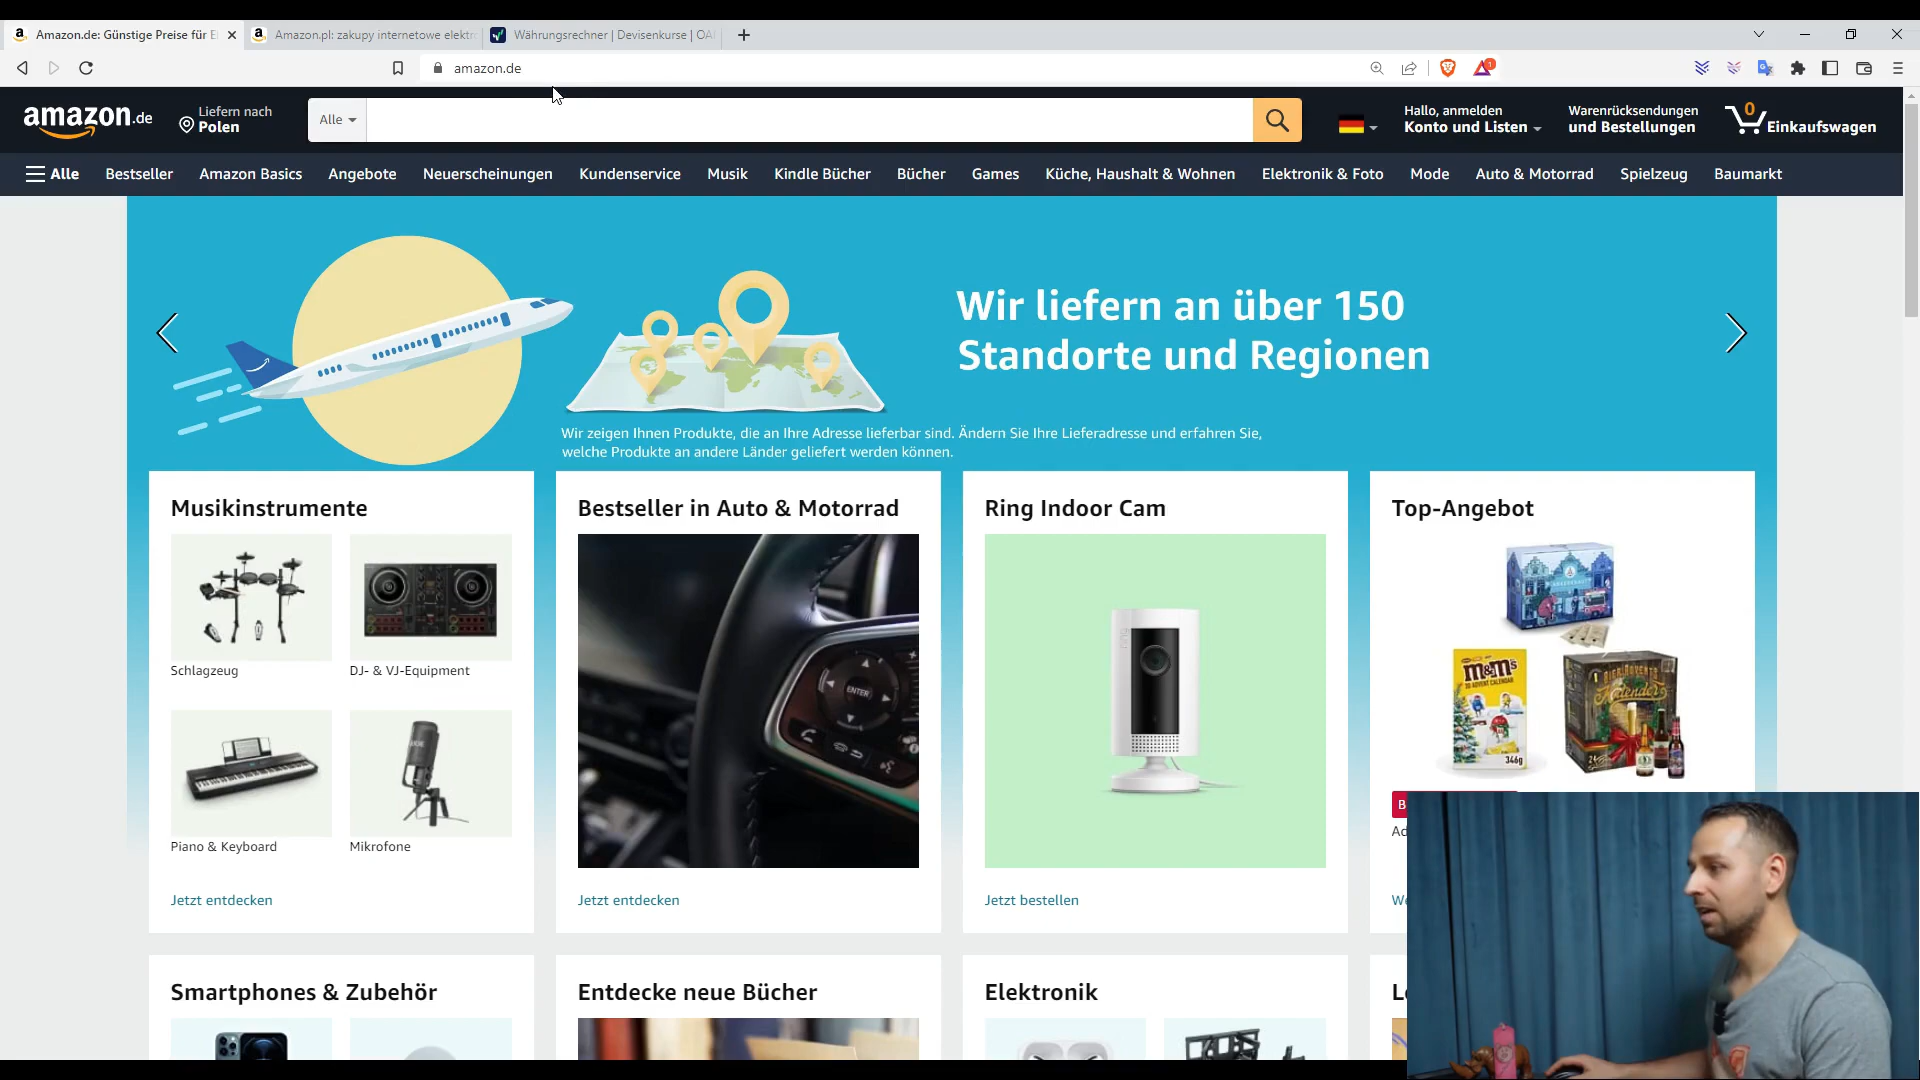 Amazon.de: Günstige Preise für E
Amazon.pl: zakupy internetowe elektr
Währungsrechner | Devisenkurse | OA
amazon.de
1
amazon.de
Liefern nach
Polen
Alle
Hallo, anmelden
Konto und Listen
Warenrücksendungen
und Bestellungen
0
Einkaufswagen
Alle
Bestseller
Amazon Basics
Angebote
Neuerscheinungen
Kundenservice
Musik
Kindle Bücher
Bücher
Games
Küche, Haushalt & Wohnen
Elektronik & Foto
Mode
Auto & Motorrad
Spielzeug
Baumarkt
Wir liefern an über 150
Standorte und Regionen
Wir zeigen Ihnen Produkte, die an Ihre Adresse lieferbar sind. Ändern Sie Ihre Lieferadresse und erfahren Sie,
welche Produkte an andere Länder geliefert werden können.
Musikinstrumente
Schlagzeug
DJ- & VJ-Equipment
Piano & Keyboard
Mikrofone
Jetzt entdecken
Bestseller in Auto & Motorrad
ENTER
Jetzt entdecken
Ring Indoor Cam
Jetzt bestellen
Top-Angebot
m&m's
346g
B
Ad
We
Smartphones & Zubehör
Entdecke neue Bücher
Elektronik